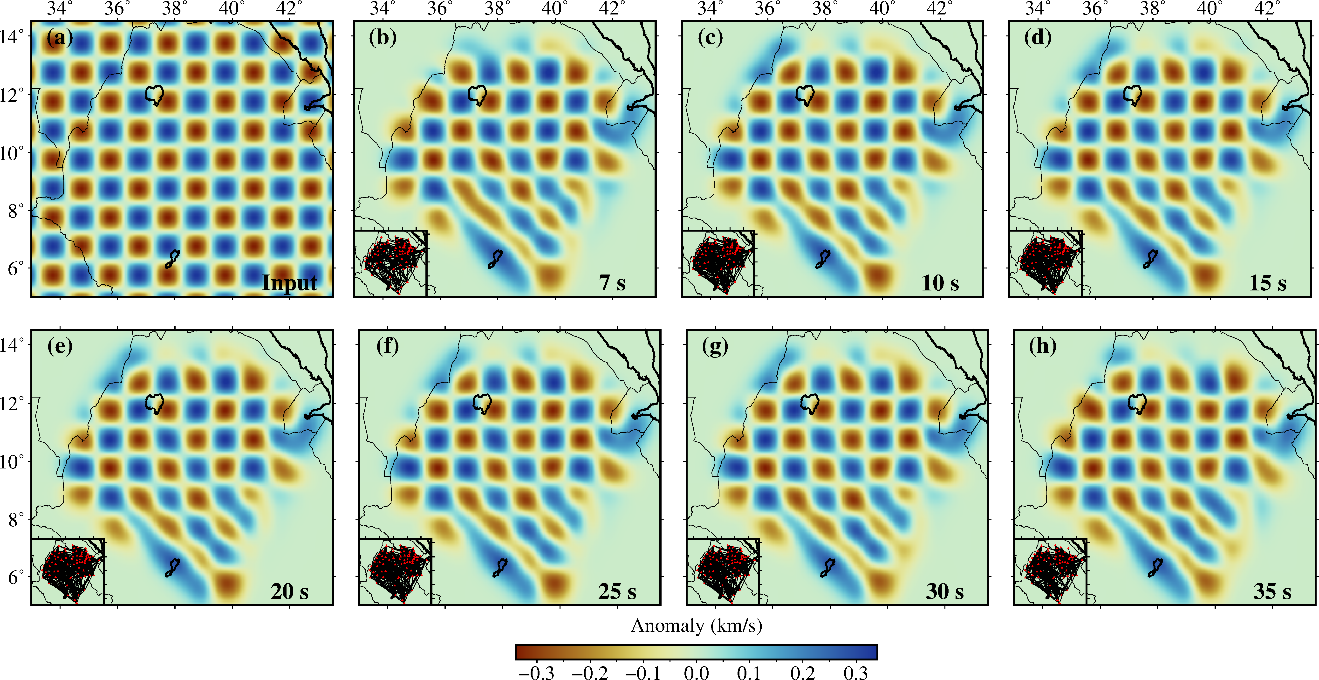 34° 36° 38° 40° 42° 34° 36° 38° 40° 42° 34° 36° 38° 40° 42° 34° 36° 38° 40° 42°
14° (a) (b) (c) (d)
12°
10°
8°
6°
Input 7 s 10 s 15 s
14° (e) (f) (g) (h)
12°
10°
8°
6°
20 s 25 s 30 s 35 s
Anomaly (km/s)
−0.3 −0.2 −0.1 0.0 0.1 0.2 0.3